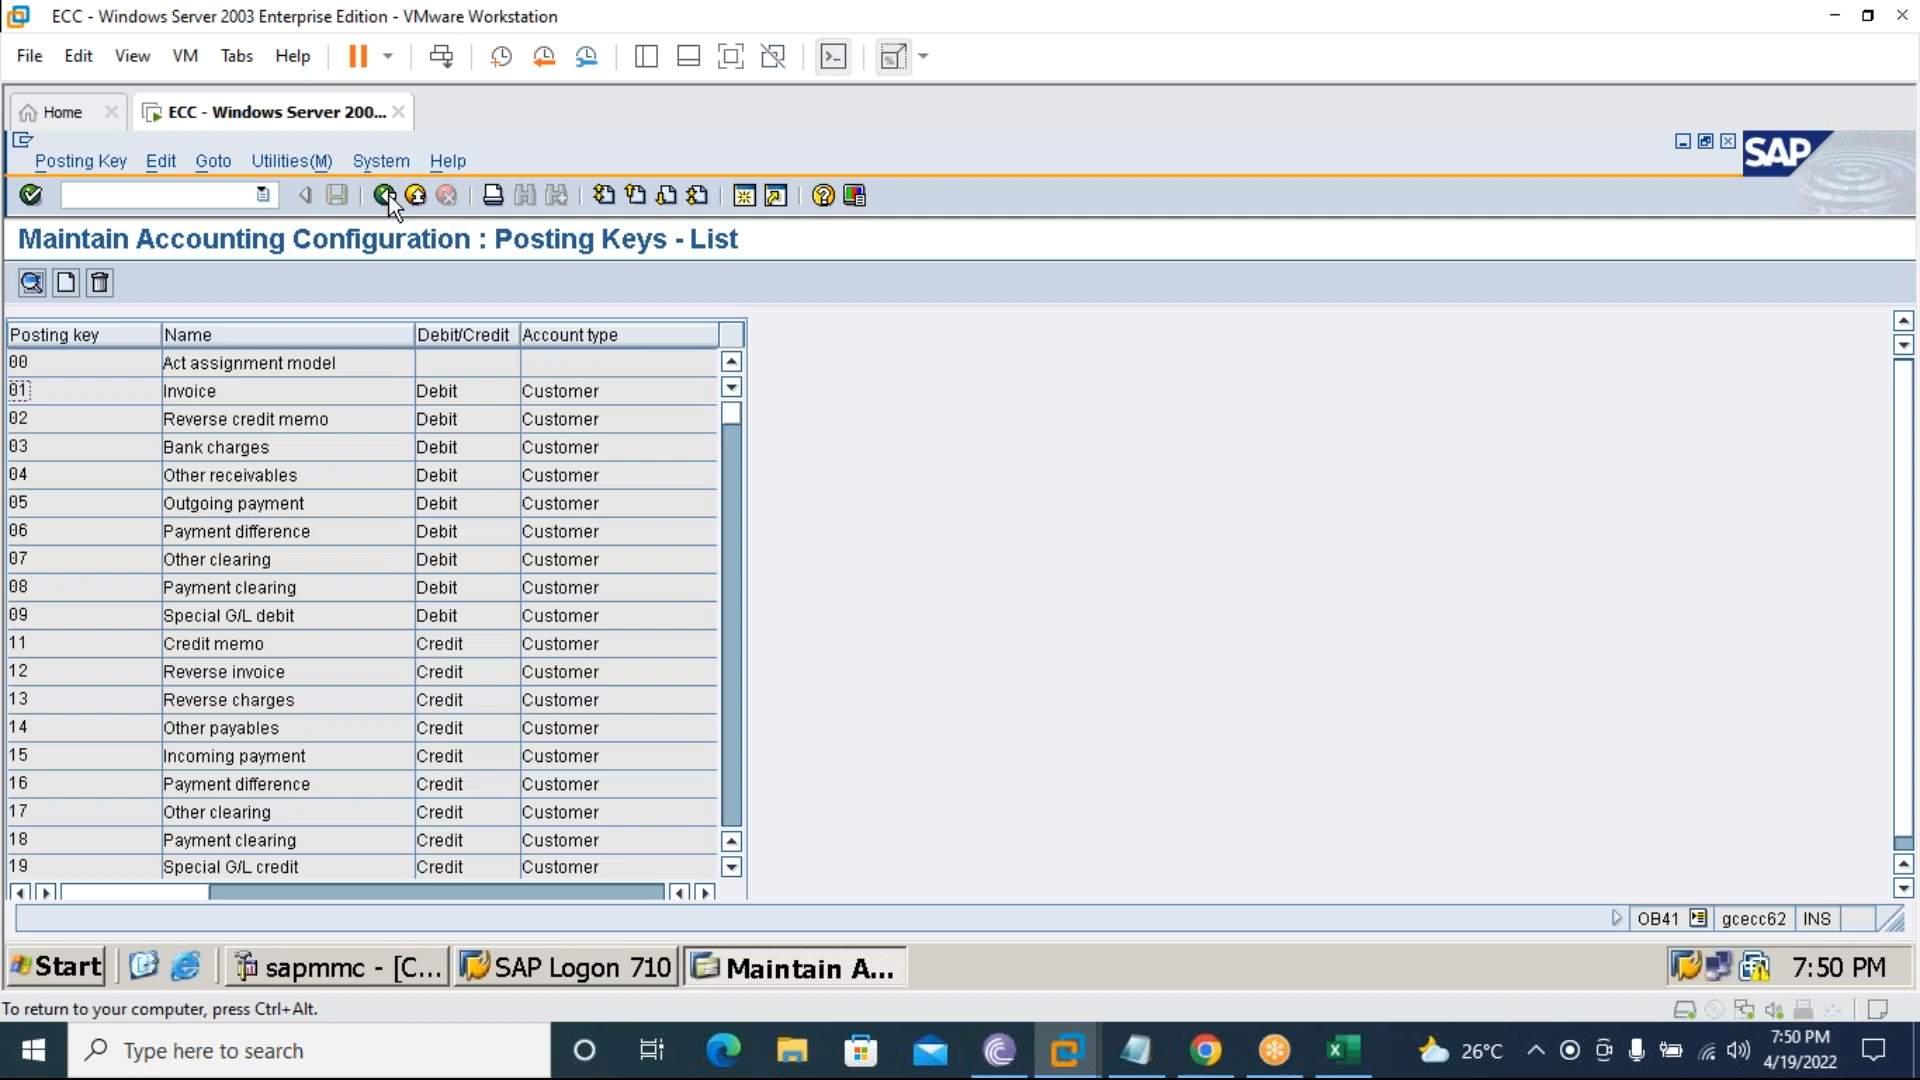 ECC - Windows Server 2003 Enterprise Edition - VMware Workstation
File Edit View VM Tabs Help
Home
ECC - Windows Server 200...
Posting Key Edit Goto Utilities(M) System Help
SAP
Maintain Accounting Configuration : Posting Keys - List
Posting key Name Debit/Credit Account type
00 Act assignment model
01 Invoice Debit Customer
02 Reverse credit memo Debit Customer
03 Bank charges Debit Customer
04 Other receivables Debit Customer
05 Outgoing payment Debit Customer
06 Payment difference Debit Customer
07 Other clearing Debit Customer
08 Payment clearing Debit Customer
09 Special G/L debit Debit Customer
11 Credit memo Credit Customer
12 Reverse invoice Credit Customer
13 Reverse charges Credit Customer
14 Other payables Credit Customer
15 Incoming payment Credit Customer
16 Payment difference Credit Customer
17 Other clearing Credit Customer
18 Payment clearing Credit Customer
19 Special G/L credit Credit Customer
OB41 gcecc62 INS
Start sapmmc - [C... SAP Logon 710 Maintain A... 7:50 PM
To return to your computer, press Ctrl+Alt.
Type here to search
26°C
7:50 PM
4/19/2022